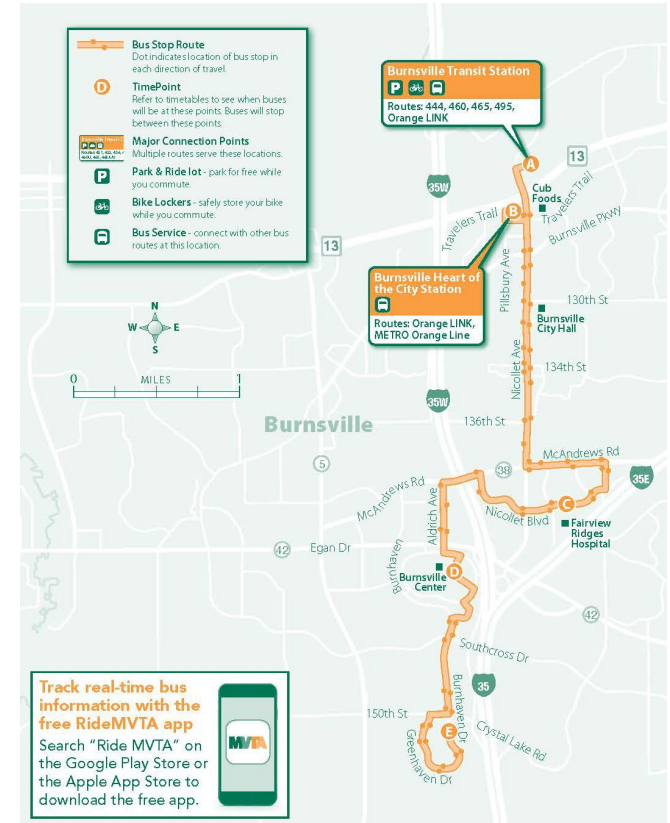 Bus Stop Route
Dot indicates location of bus stop in
each direction of travel.
D
TimePoint
Refer to timetables to see when buses
will be at these points. Buses will stop
between these points.
Major Connection Points
Multiple routes serve these locations.
P
Park & Ride lot - park for free while
you commute.
Bike Lockers - safely store your bike
while you commute.
Bus Service - connect with other bus
routes at this location.
Burnsville Transit Station
P
Routes: 444, 460, 465, 495,
Orange LINK
A
13
35W
Cub
Foods
Travelers Trail
B
Travelers Trail
Burnsville Pkwy
13
Burnsville Heart of
the City Station
Routes: Orange LINK,
METRO Orange Line
Pillsbury Ave
130th St
Burnsville
City Hall
N
W
E
S
Nicollet Ave
134th St
0
MILES
1
35W
Burnsville
136th St
McAndrews Rd
5
38
35E
McAndrews Rd
Aldrich Ave
C
Nicollet Blvd
Fairview
Ridges
Hospital
42
Egan Dr
Burnhaven
D
Burnsville
Center
42
Southcross Dr
35
Burnhaven Dr
150th St
E
Crystal Lake Rd
Greenhaven Dr
Track real-time bus
information with the
free RideMVTA app
Search “Ride MVTA” on
the Google Play Store or
the Apple App Store to
download the free app.
MVTA